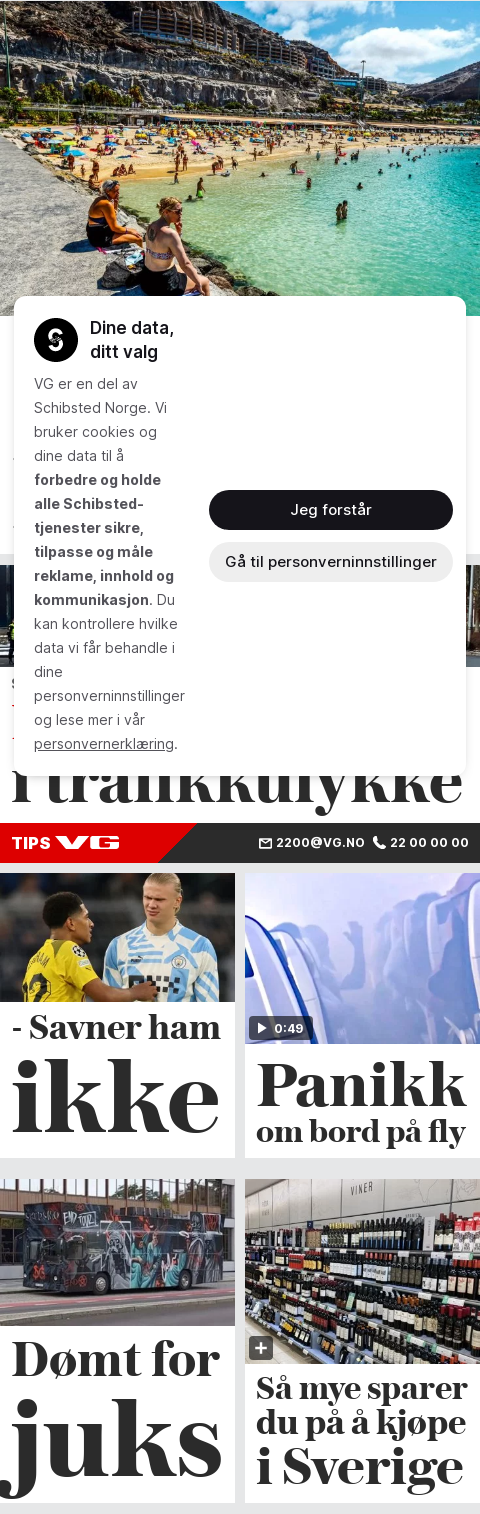 Dine data,
ditt valg
VG er en del av
Schibsted Norge. Vi
bruker cookies og
dine data til å
forbedre og holde
alle Schibsted-
tjenester sikre,
tilpasse og måle
reklame, innhold og
kommunikasjon. Du
kan kontrollere hvilke
data vi får behandle i
dine
personverninnstillinger
og lese mer i vår
personvernerklæring.
Jeg forstår
Gå til personverninnstillinger
i trafikkulykke
TIPS VG
2200@VG.NO 22 00 00 00
- Savner ham
ikke
0:49
Panikk
om bord på fly
END TOUR
Dømt for
juks
VINER
Så mye sparer
du på å kjøpe
i Sverige